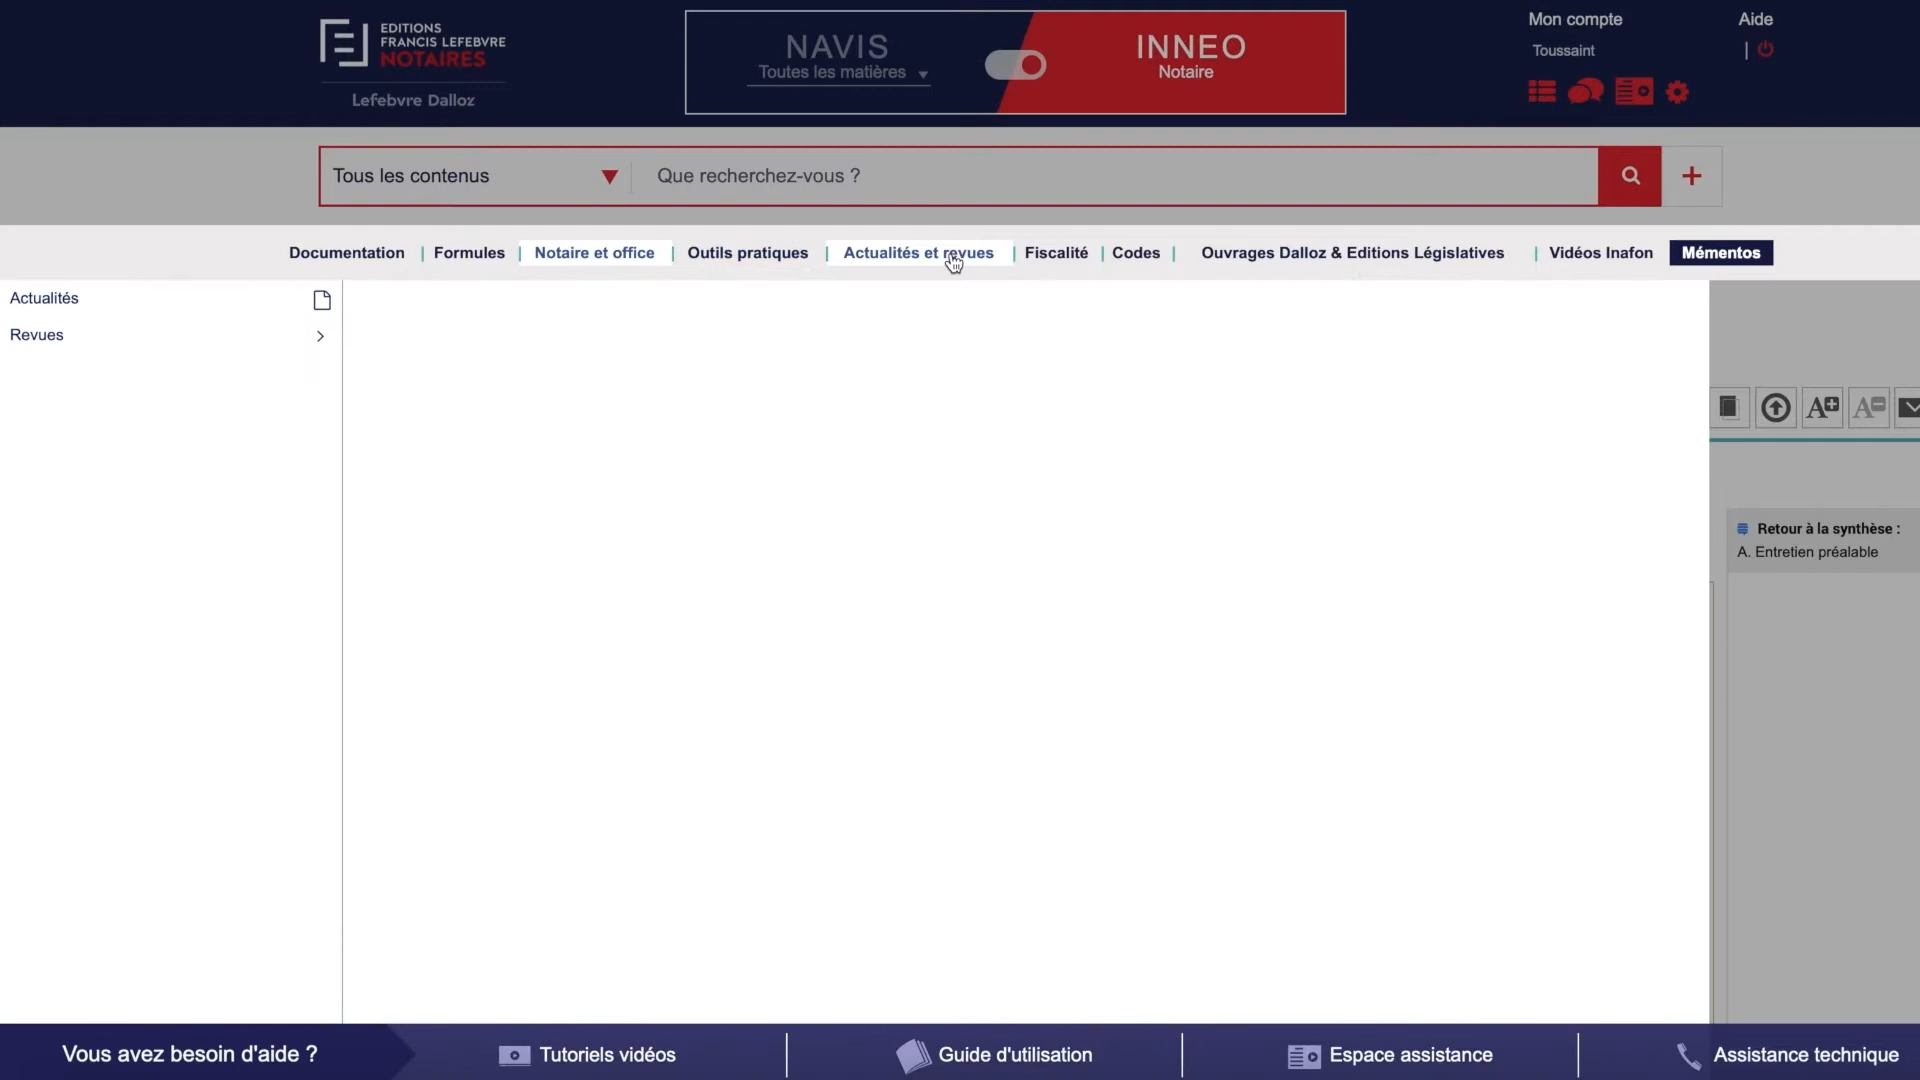 EDITIONS
FRANCIS LEFEBVRE
NOTAIRES
Lefebvre Dalloz
NAVIS
Toutes les matières
INNEO
Notaire
Mon compte
Aide
Toussaint
Tous les contenus
Que recherchez-vous ?
Documentation | Formules | Notaire et office | Outils pratiques | Actualités et revues | Fiscalité | Codes | Ouvrages Dalloz & Editions Législatives | Vidéos Inafon Mémentos
Actualités
Revues
A+ A-
Retour à la synthèse :
A. Entretien préalable
Vous avez besoin d'aide ?
Tutoriels vidéos
Guide d'utilisation
Espace assistance
Assistance technique